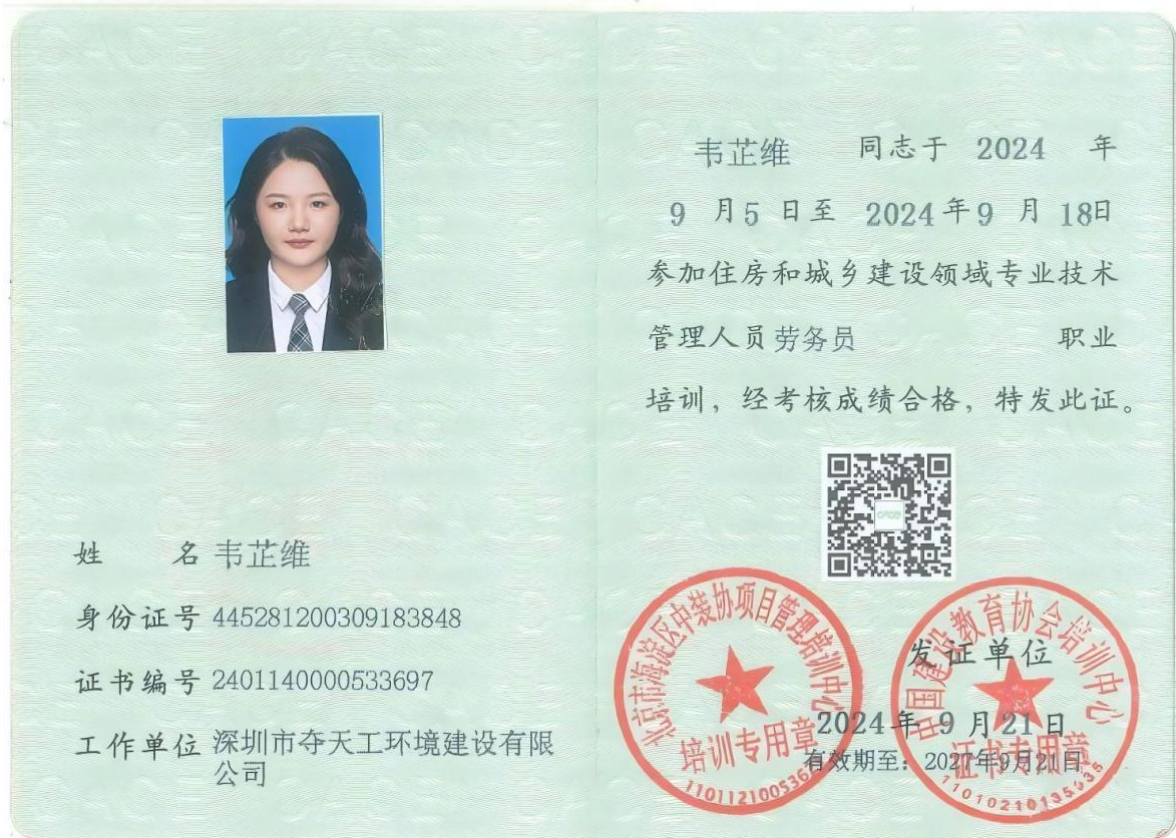 姓 名 韦芷维
身份证号 445281200309183848
证书编号 2401140000533697
工作单位 深圳市夺天工环境建设有限
公司
韦芷维 同志于 2024 年
9 月5 日至 2024年9 月 18日
参加住房和城乡建设领域专业技术
管理人员劳务员 职业
培训，经考核成绩合格，特发此证。
北京市海淀区中装协项目管理培训中心
培训专用章
中国建设教育协会培训中心
证书专用章
11010210135935
发证单位
2024年 9 月21日
有效期至：2027年9月21日